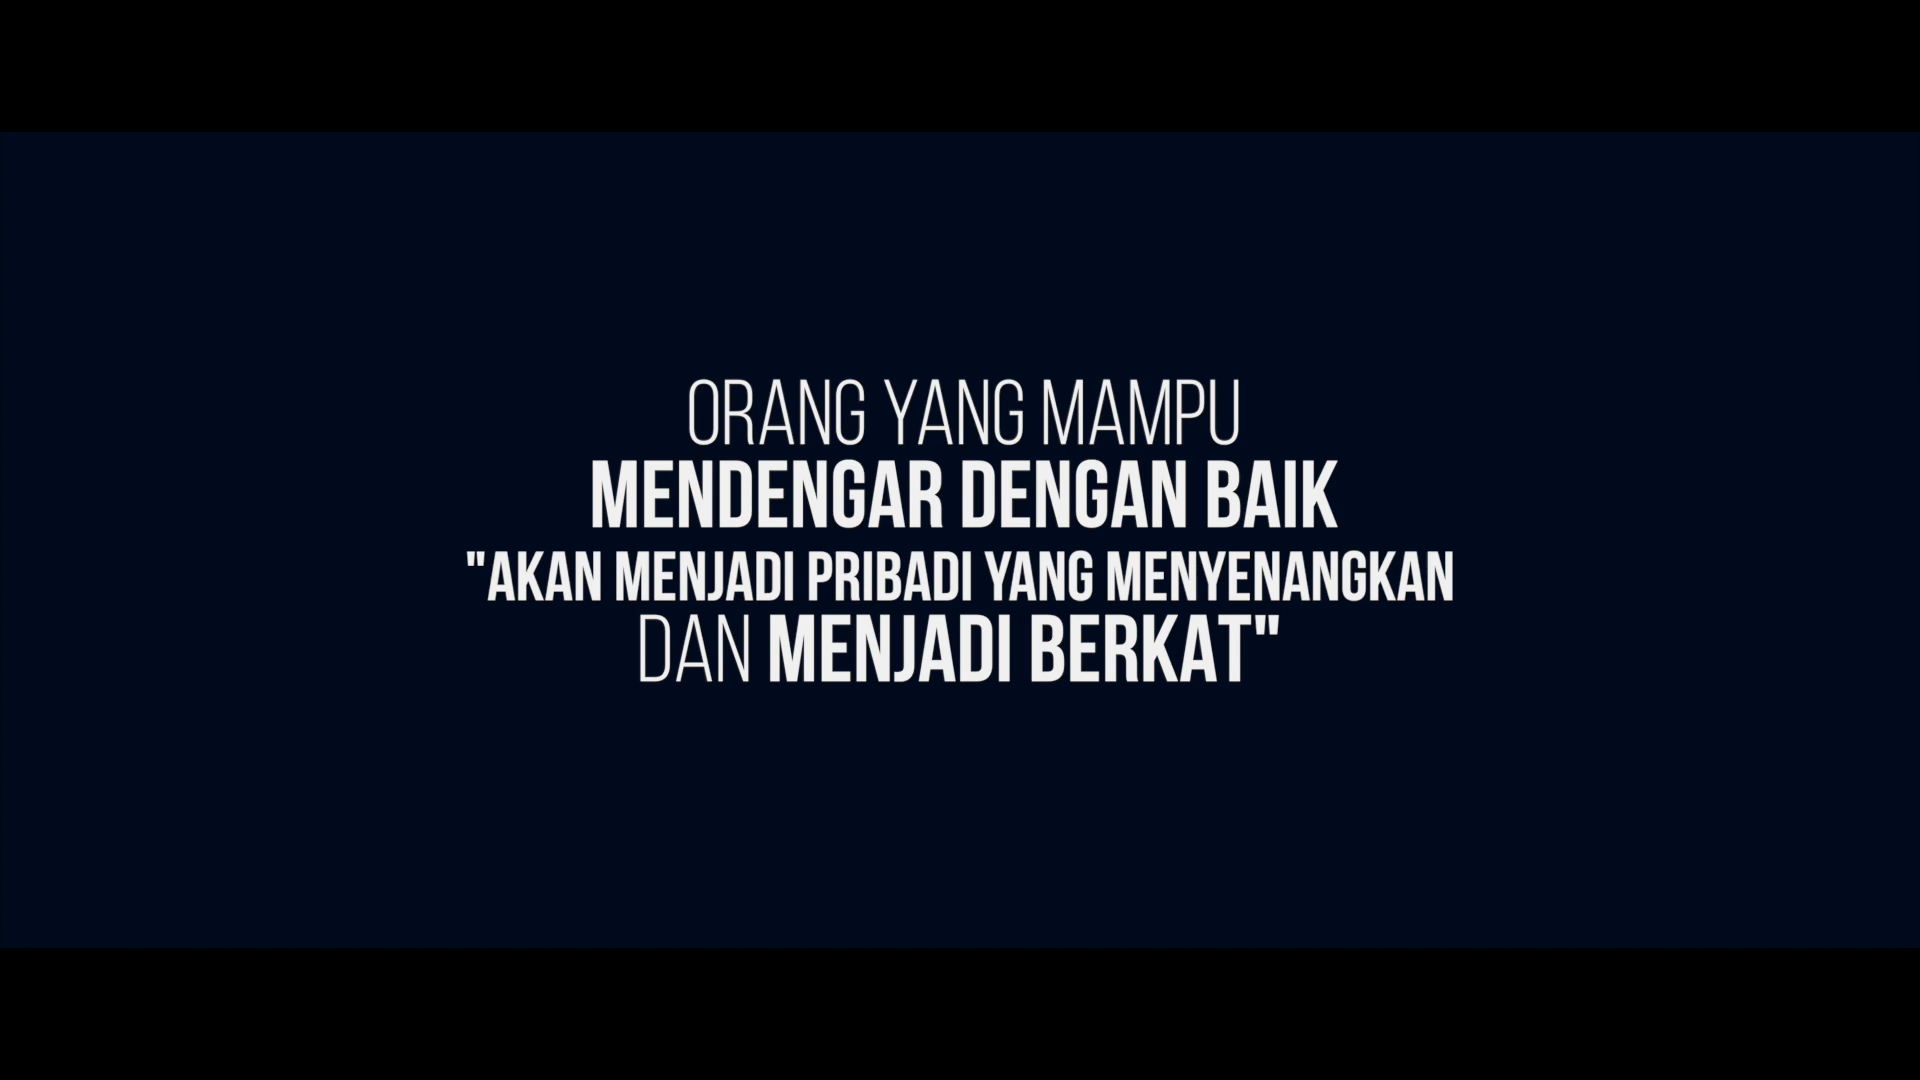 ORANG YANG MAMPU
MENDENGAR DENGAN BAIK
"AKAN MENJADI PRIBADI YANG MENYENANGKAN
DAN MENJADI BERKAT"